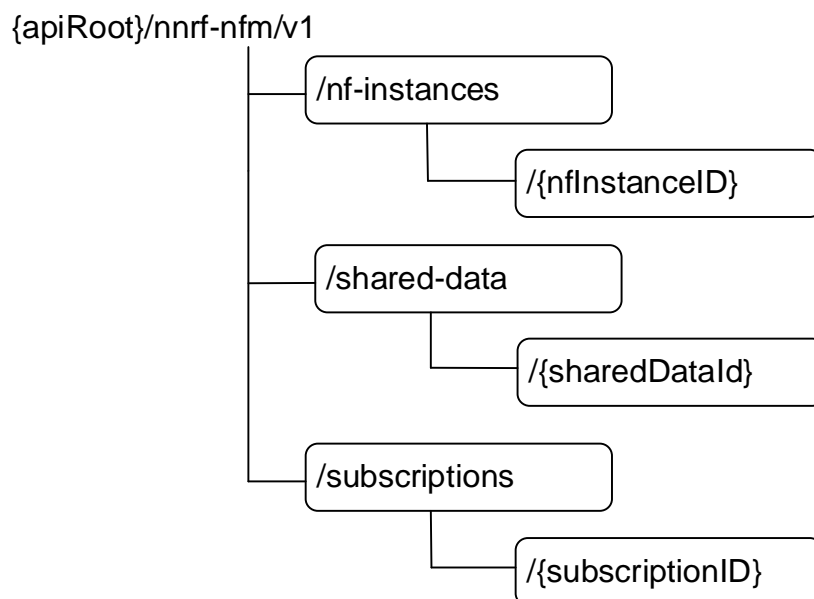 {apiRoot}/nnrf-nfm/v1
/nf-instances
/{nfInstanceID}
/shared-data
/{sharedDataId}
/subscriptions
/{subscriptionID}